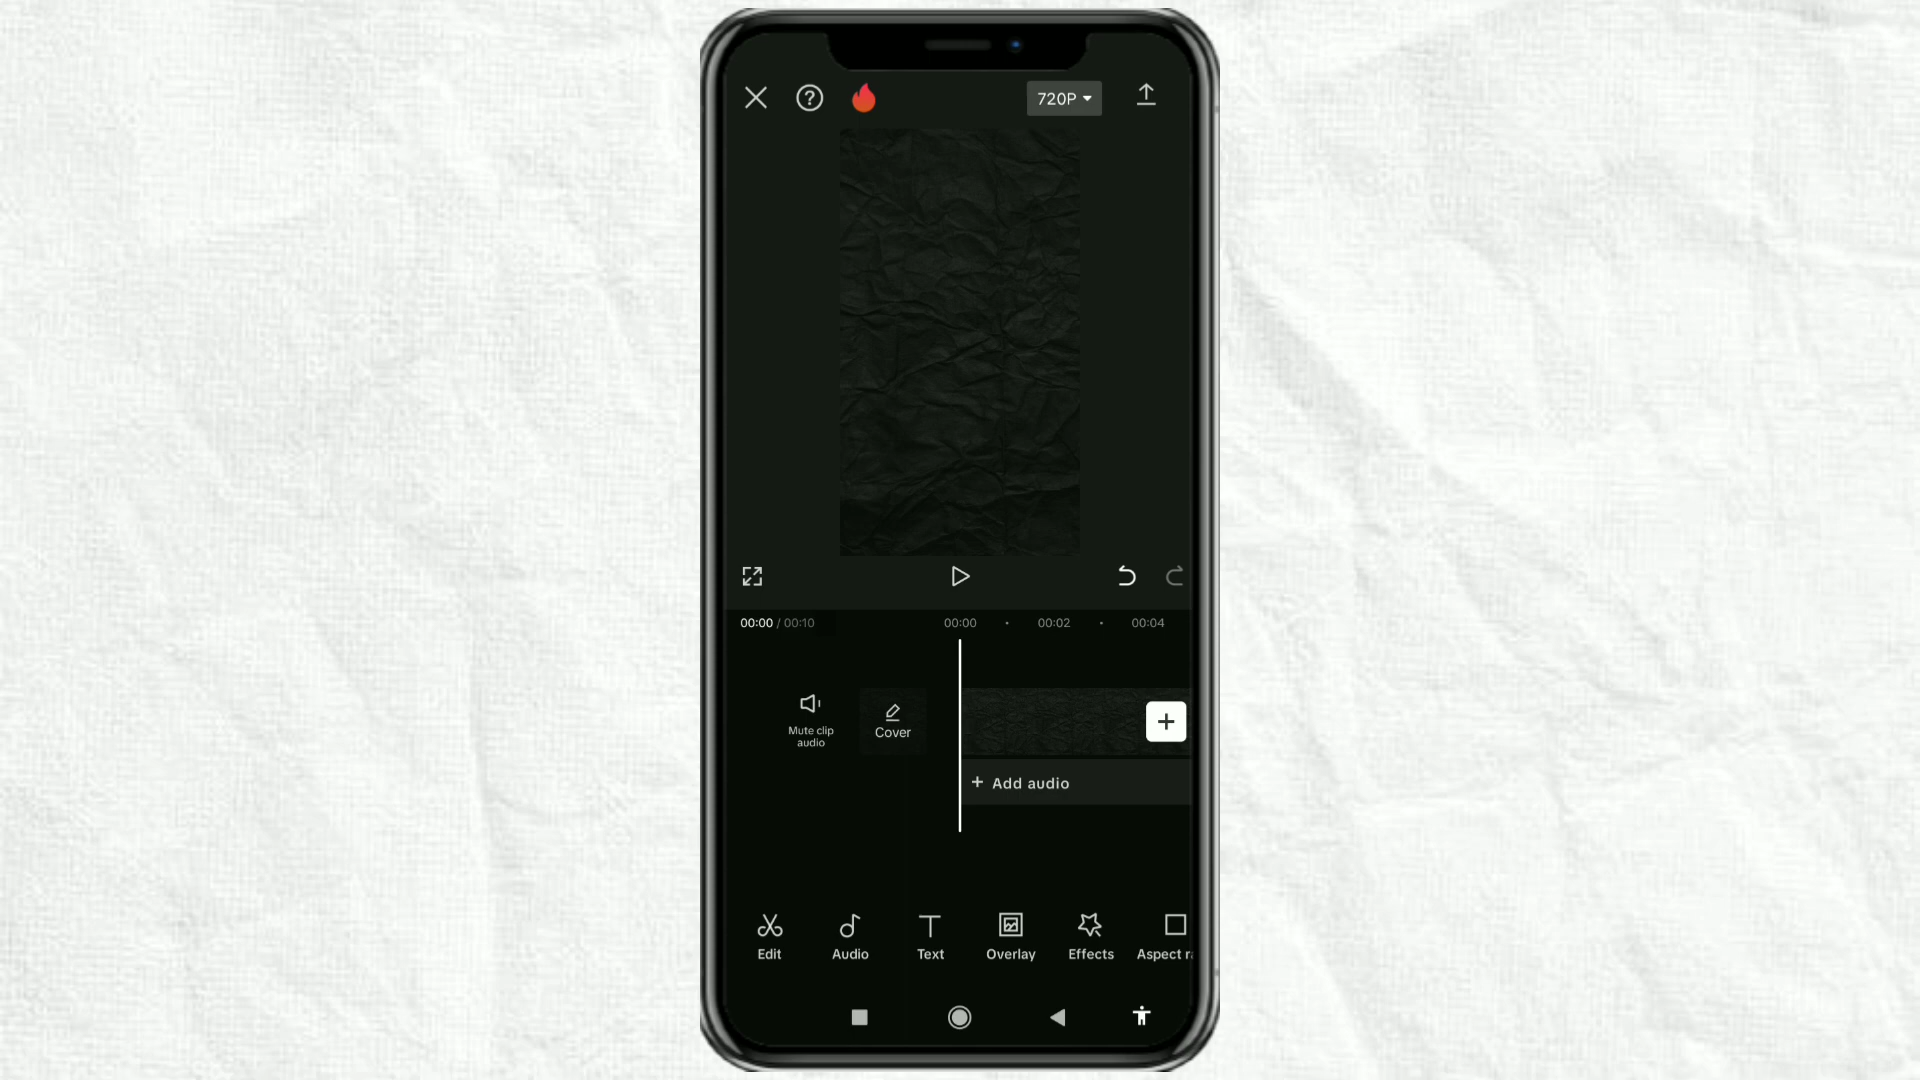 720P
00:00 / 00:10
00:00 00:02 00:04
Mute clip
audio
Cover
+ Add audio
Edit
Audio
Text
Overlay
Effects
Aspect ra